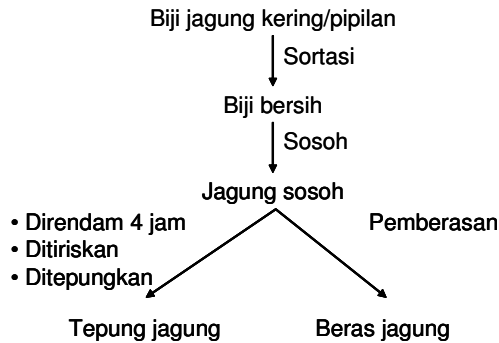 Biji jagung kering/pipilan
Sortasi
Biji bersih
Sosoh
Jagung sosoh
• Direndam 4 jam
• Ditiriskan
• Ditepungkan
Pemberasan
Tepung jagung
Beras jagung